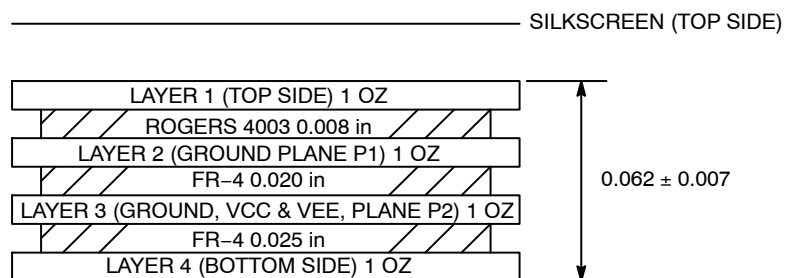 SILKSCREEN (TOP SIDE)
LAYER 1 (TOP SIDE) 1 OZ
ROGERS 4003 0.008 in
LAYER 2 (GROUND PLANE P1) 1 OZ
FR−4 0.020 in
0.062 ± 0.007
LAYER 3 (GROUND, VCC & VEE, PLANE P2) 1 OZ
FR−4 0.025 in
LAYER 4 (BOTTOM SIDE) 1 OZ